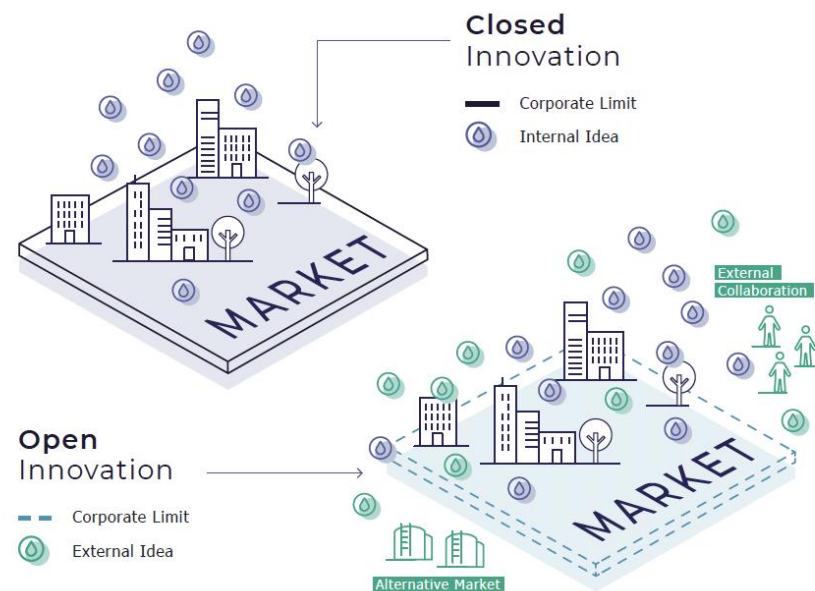 Closed
Innovation
Corporate Limit
Internal Idea
MARKET
External
Collaboration
Open
Innovation
Corporate Limit
External Idea
MARKET
Alternative Market